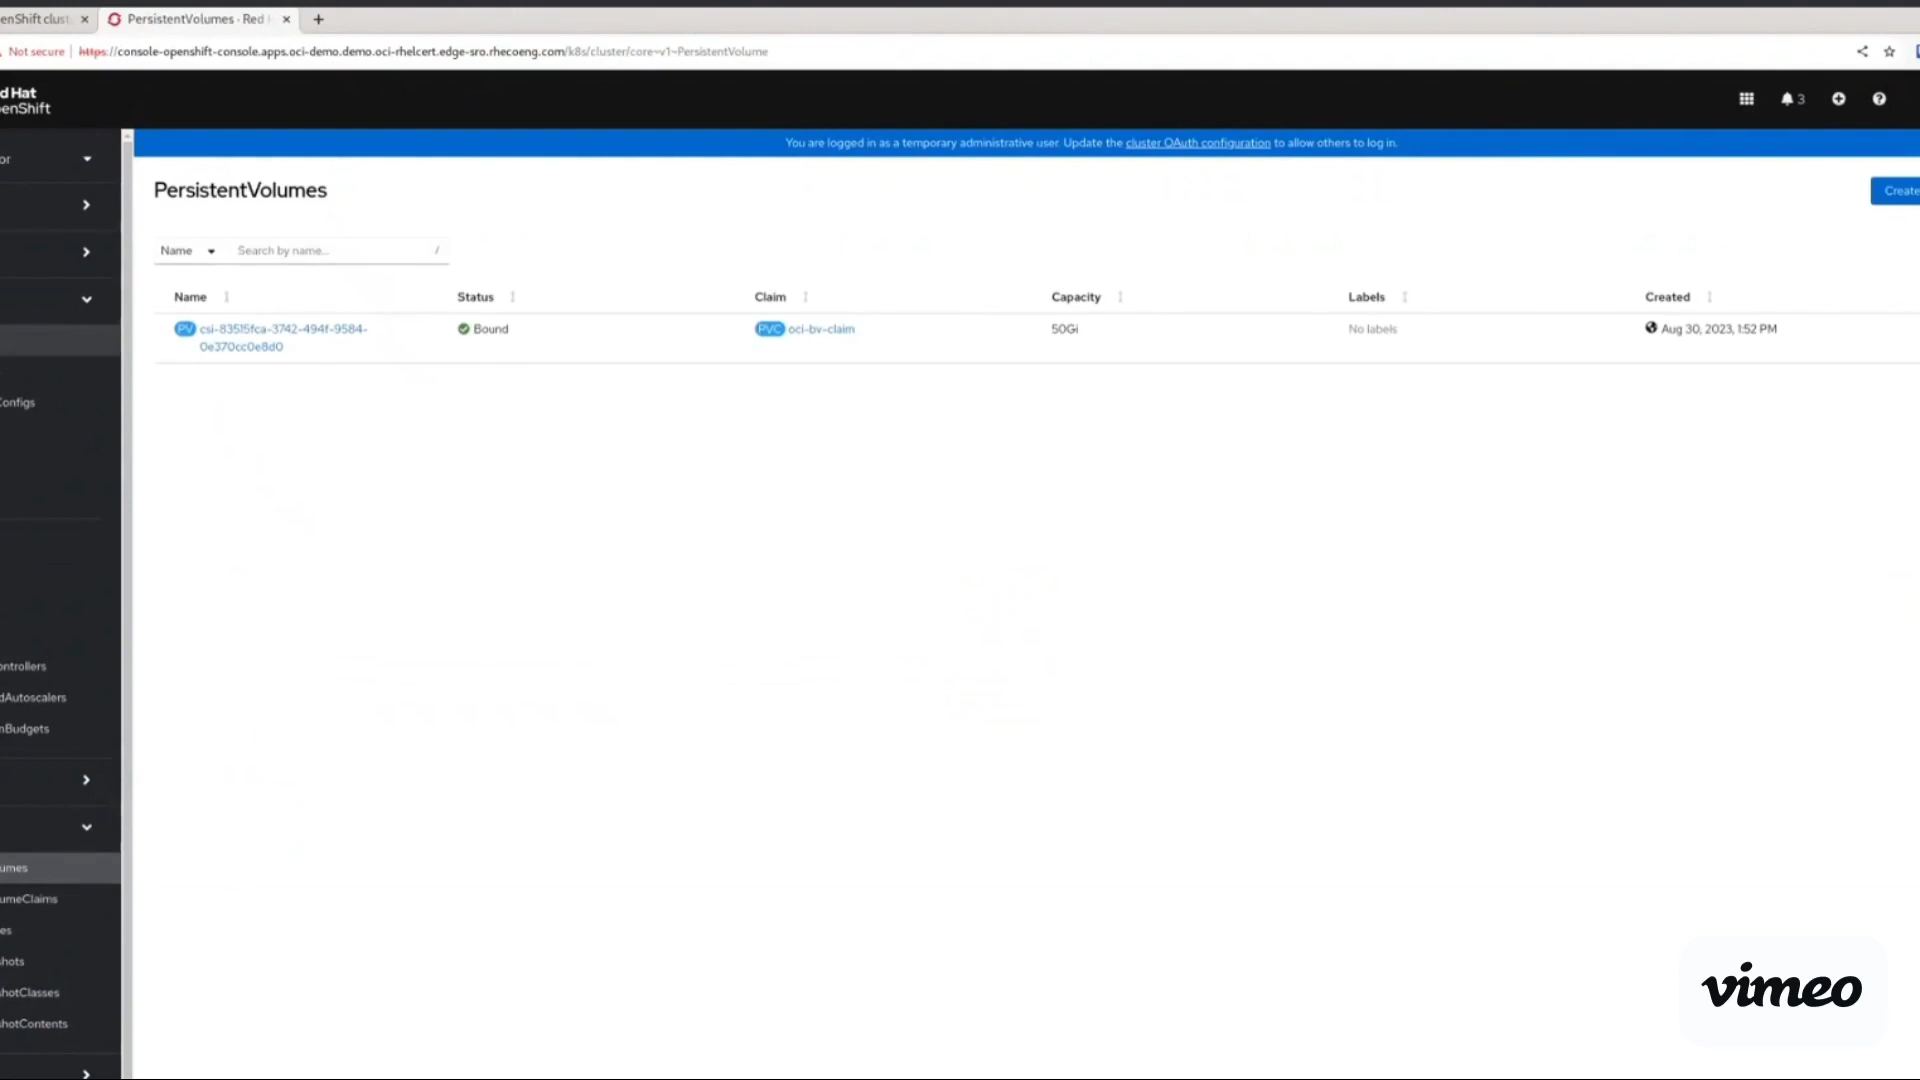 enShift clust
PersistentVolumes · Red
Not secure https://console-openshift-console.apps.oci-demo.demo.oci-rhelcert.edge-sro.rhecoeng.com/k8s/cluster/core~v1~PersistentVolume
d Hat
enShift
3
or
You are logged in as a temporary administrative user. Update the cluster OAuth configuration to allow others to log in.
PersistentVolumes
Create
Name Search by name... /
Name Status Claim Capacity Labels Created
PV csi-83515fca-3742-494f-9584-0e370cc0e8d0 Bound PVC oci-bv-claim 50Gi No labels Aug 30, 2023, 1:52 PM
Configs
ontrollers
dAutoscalers
nBudgets
umes
umeClaims
es
hots
hotClasses
hotContents
vimeo